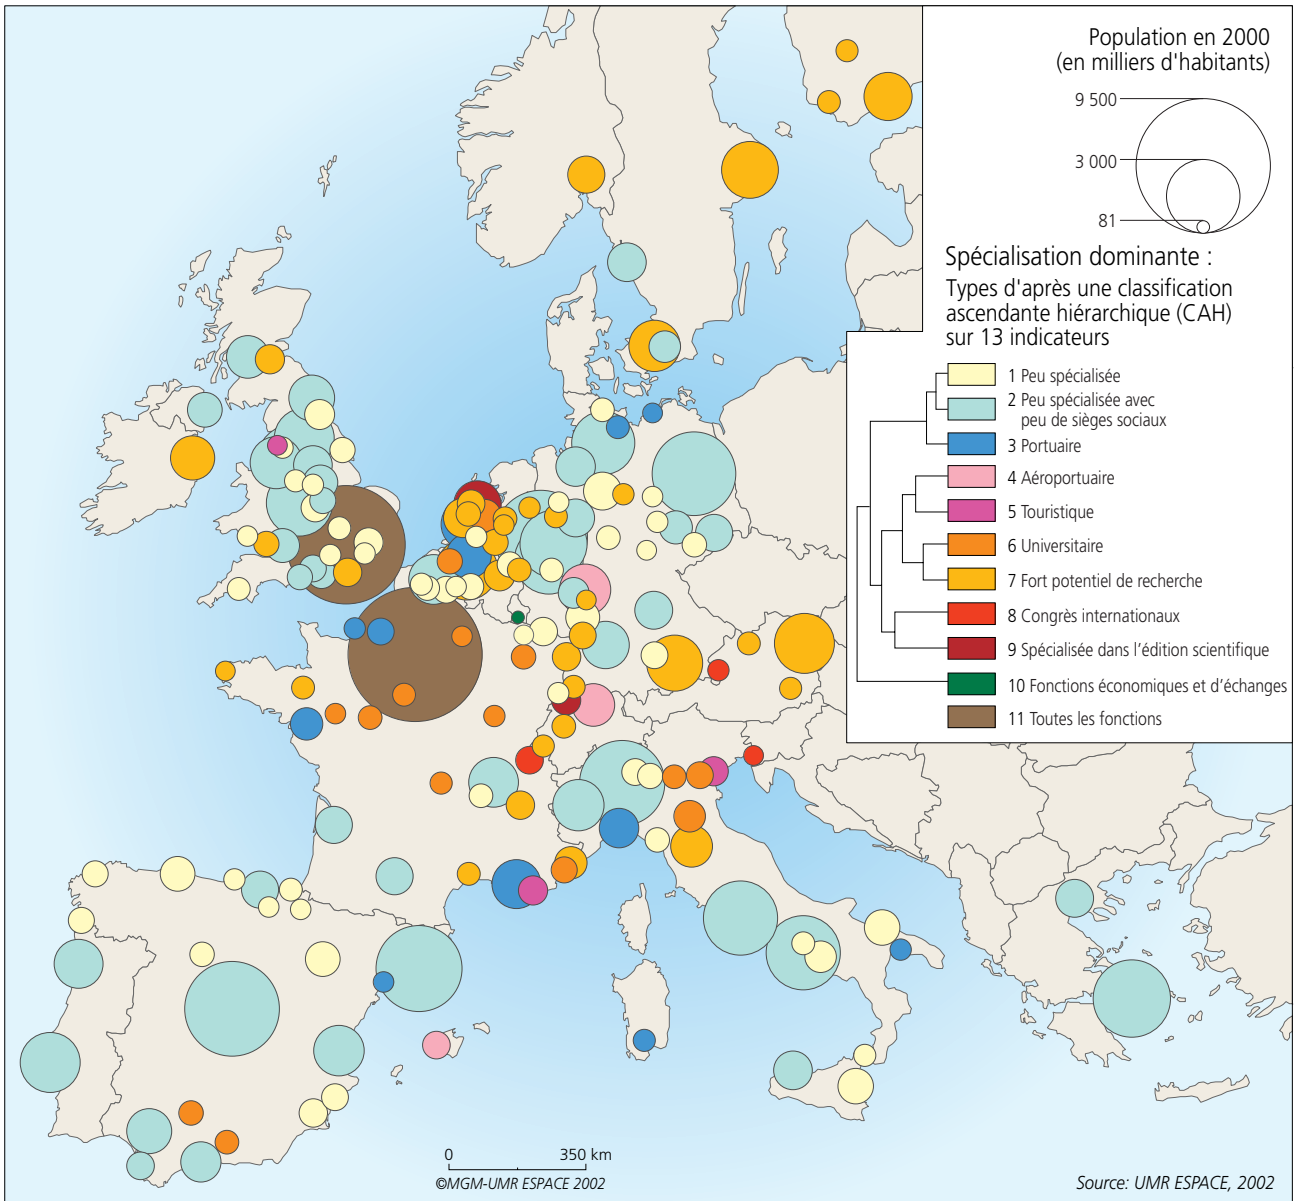 Population en 2000
(en milliers d'habitants)
9 500
3 000
81
Spécialisation dominante :
Types d'après une classification
ascendante hiérarchique (CAH)
sur 13 indicateurs
1 Peu spécialisée
2 Peu spécialisée avec
peu de sièges sociaux
3 Portuaire
4 Aéroportuaire
5 Touristique
6 Universitaire
7 Fort potentiel de recherche
8 Congrès internationaux
9 Spécialisée dans l’édition scientifique
10 Fonctions économiques et d’échanges
11 Toutes les fonctions
0 350 km
©MGM-UMR ESPACE 2002
Source: UMR ESPACE, 2002